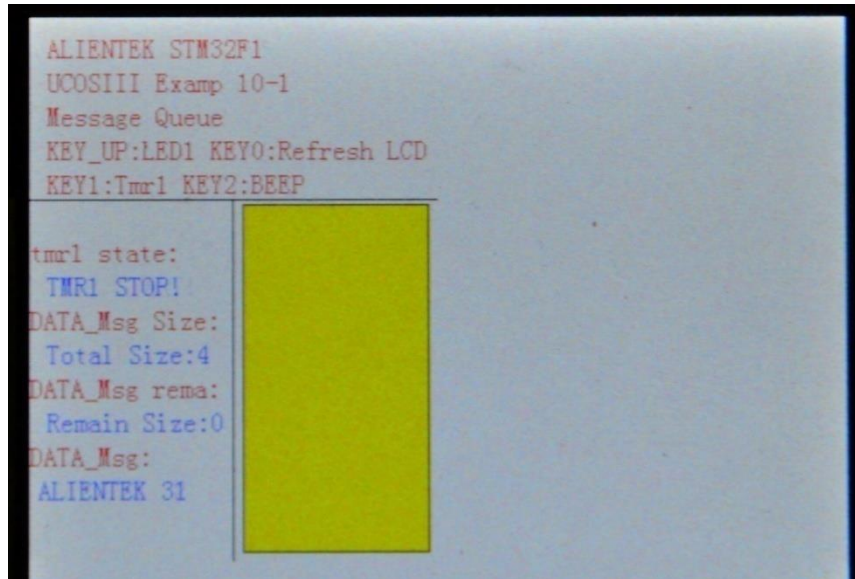 ALIENTEK STM32F1
UCOSIII Examp 10-1
Message Queue
KEY_UP:LED1 KEY0:Refresh LCD
KEY1:Tmr1 KEY2:BEEP
tmr1 state:
TMR1 STOP!
DATA_Msg Size:
Total Size:4
DATA_Msg rema:
Remain Size:0
DATA_Msg:
ALIENTEK 31